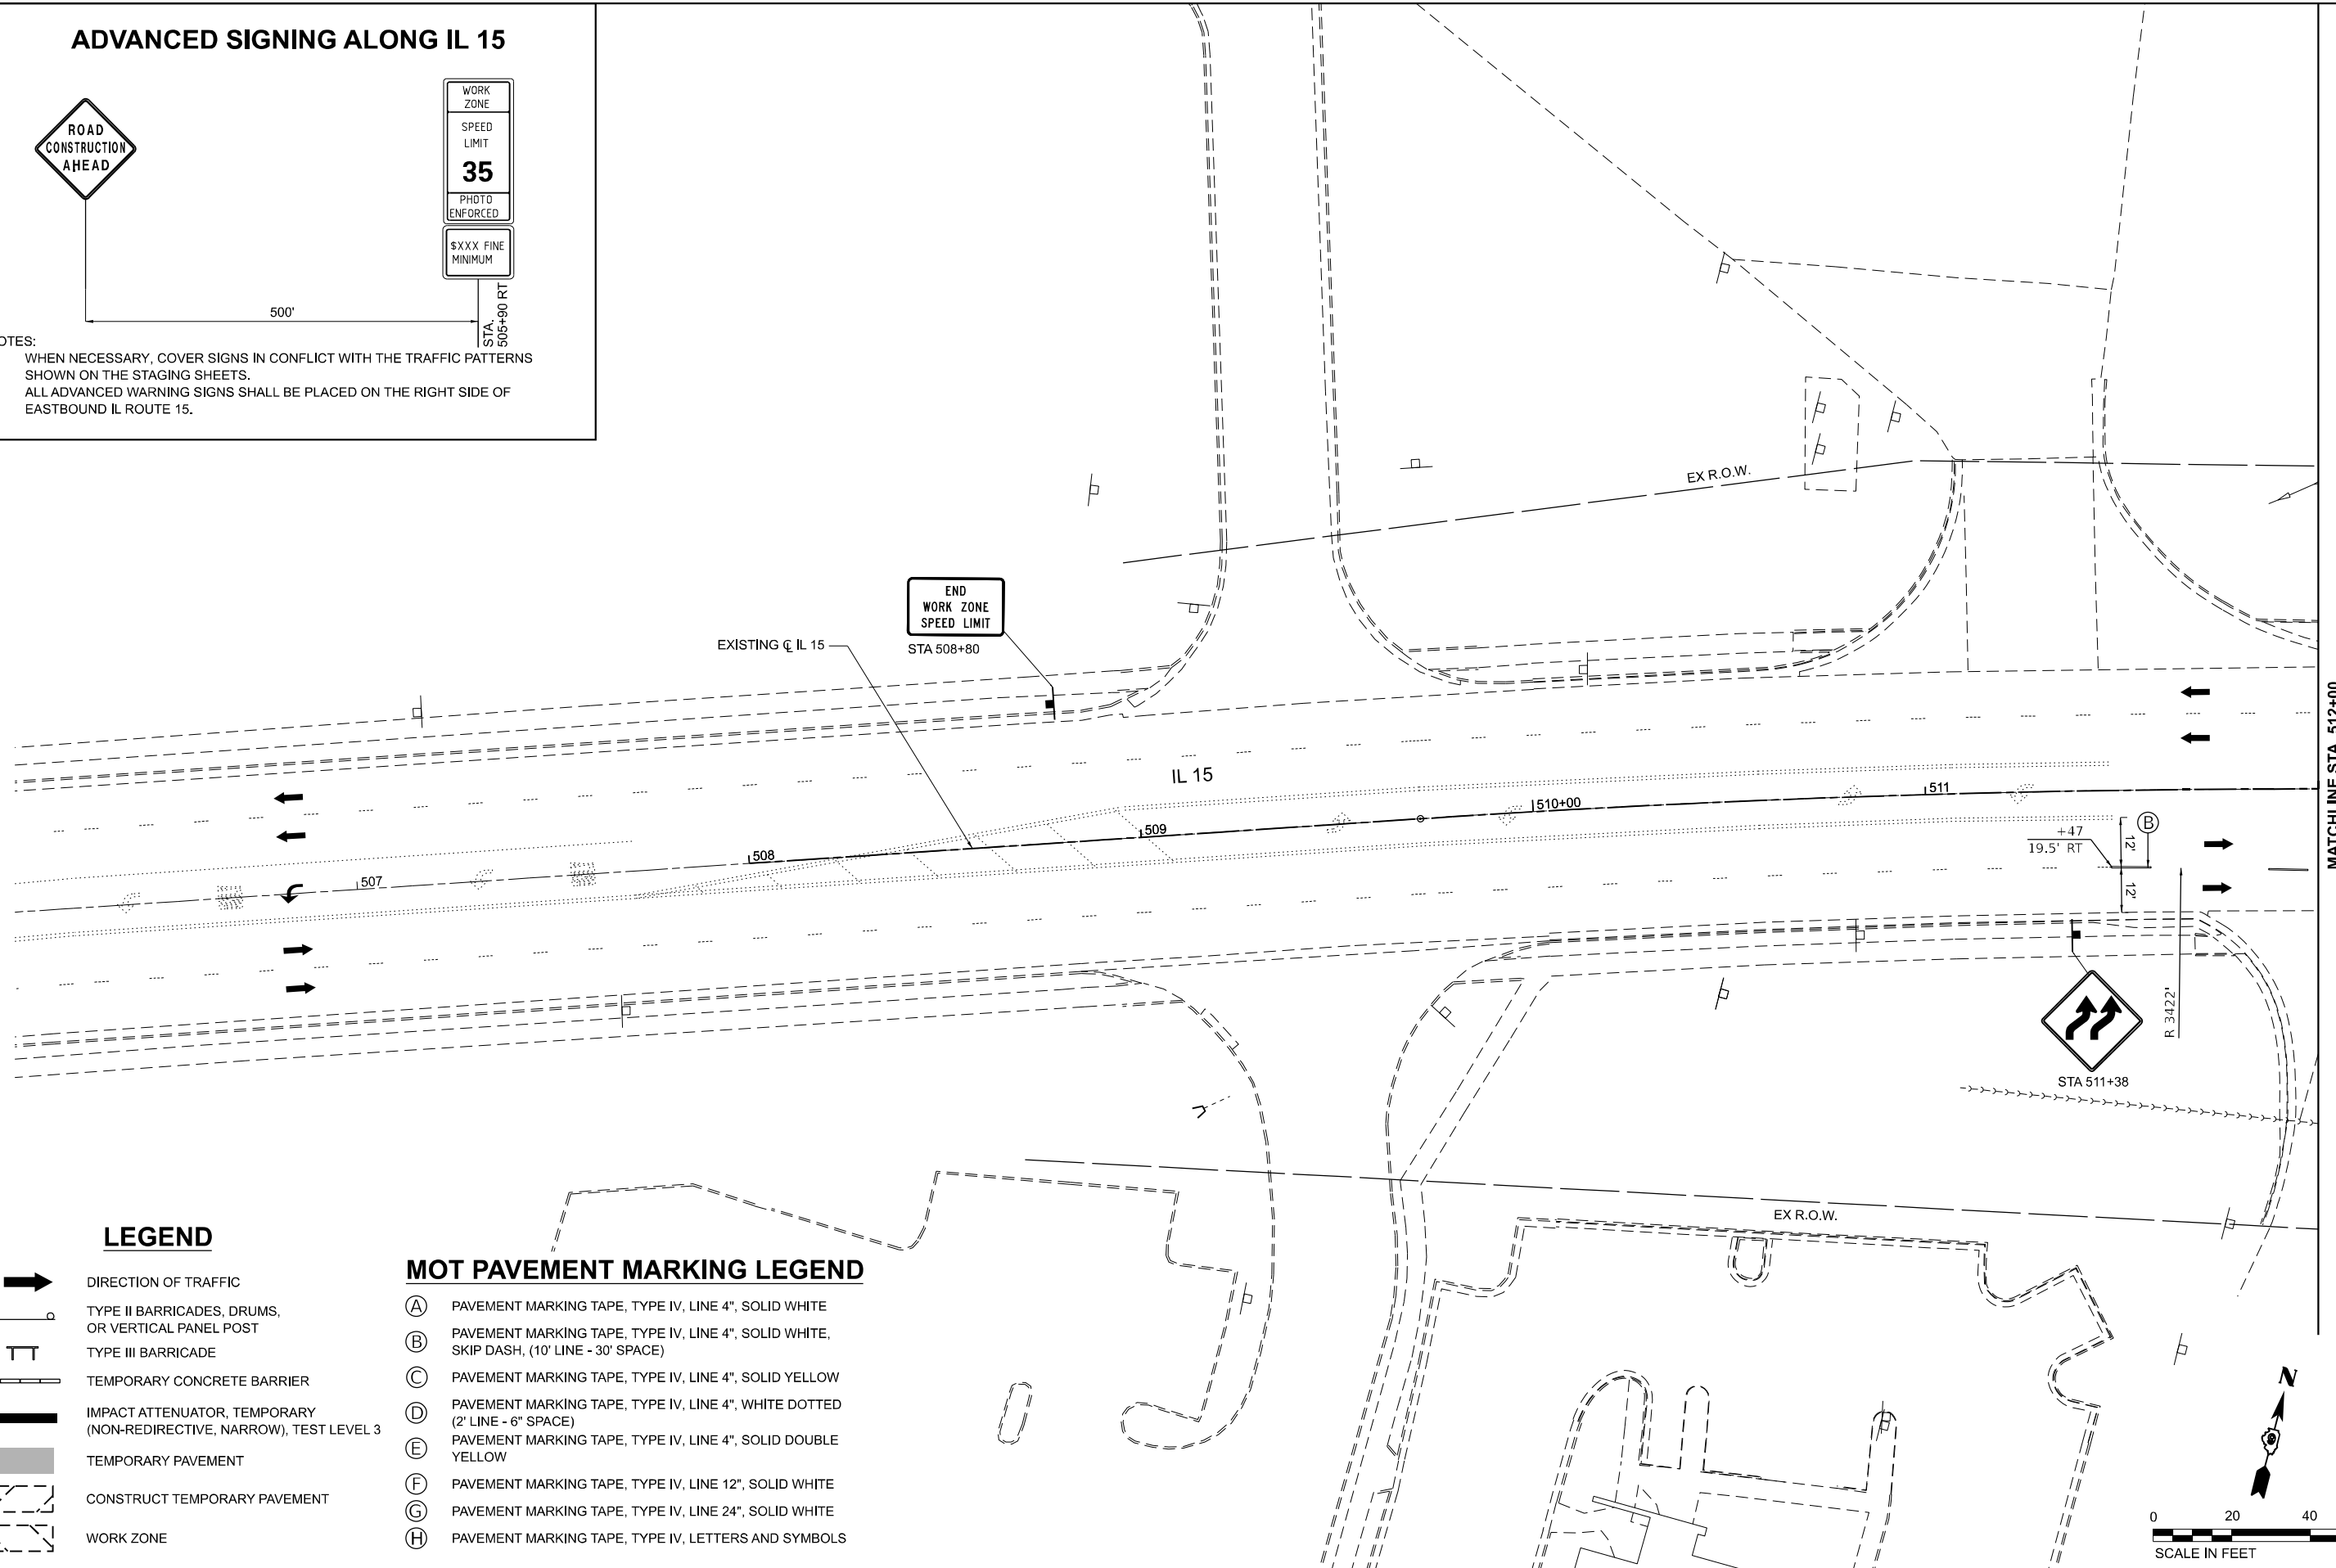 ADVANCED SIGNING ALONG IL 15
ROAD
CONSTRUCTION
AHEAD
WORK
ZONE
SPEED
LIMIT
35
PHOTO
ENFORCED
$XXX FINE
MINIMUM
500'
STA.
505+90 RT
OTES:
WHEN NECESSARY, COVER SIGNS IN CONFLICT WITH THE TRAFFIC PATTERNS
SHOWN ON THE STAGING SHEETS.
ALL ADVANCED WARNING SIGNS SHALL BE PLACED ON THE RIGHT SIDE OF
EASTBOUND IL ROUTE 15.
EX R.O.W.
END
WORK ZONE
SPEED LIMIT
STA 508+80
EXISTING ℄ IL 15
IL 15
507
508
509
510+00
511
+47
19.5' RT
12'
12'
B
R 3422'
STA 511+38
MATCHLINE STA. 512+00
EX R.O.W.
LEGEND
DIRECTION OF TRAFFIC
TYPE II BARRICADES, DRUMS,
OR VERTICAL PANEL POST
TYPE III BARRICADE
TEMPORARY CONCRETE BARRIER
IMPACT ATTENUATOR, TEMPORARY
(NON-REDIRECTIVE, NARROW), TEST LEVEL 3
TEMPORARY PAVEMENT
CONSTRUCT TEMPORARY PAVEMENT
WORK ZONE
MOT PAVEMENT MARKING LEGEND
A PAVEMENT MARKING TAPE, TYPE IV, LINE 4", SOLID WHITE
B PAVEMENT MARKING TAPE, TYPE IV, LINE 4", SOLID WHITE,
SKIP DASH, (10' LINE - 30' SPACE)
C PAVEMENT MARKING TAPE, TYPE IV, LINE 4", SOLID YELLOW
D PAVEMENT MARKING TAPE, TYPE IV, LINE 4", WHITE DOTTED
(2' LINE - 6" SPACE)
E PAVEMENT MARKING TAPE, TYPE IV, LINE 4", SOLID DOUBLE
YELLOW
F PAVEMENT MARKING TAPE, TYPE IV, LINE 12", SOLID WHITE
G PAVEMENT MARKING TAPE, TYPE IV, LINE 24", SOLID WHITE
H PAVEMENT MARKING TAPE, TYPE IV, LETTERS AND SYMBOLS
N
0 20 40
SCALE IN FEET